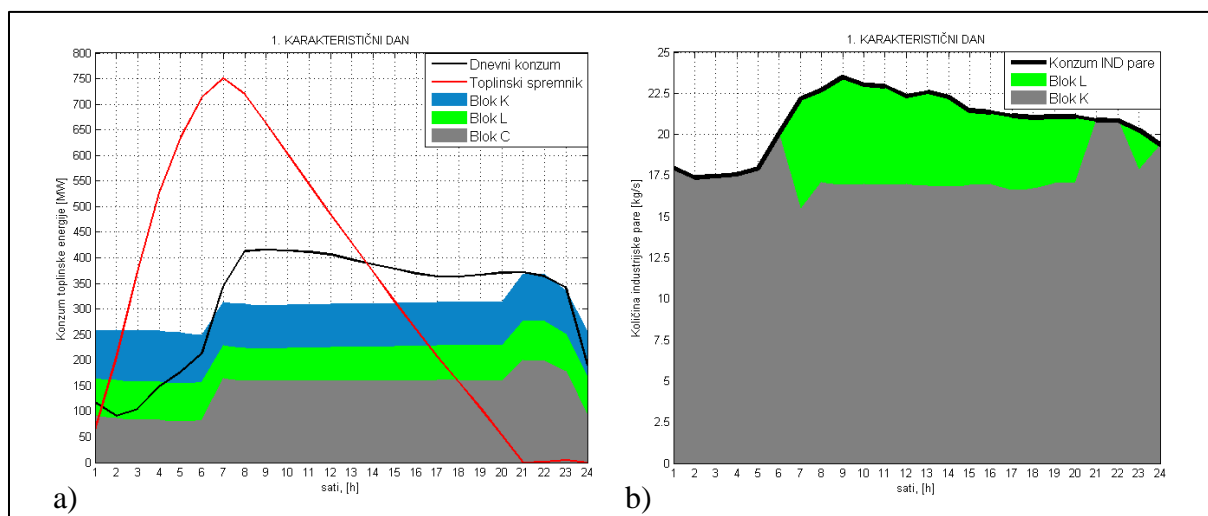 1. KARAKTERISTIČNI DAN
800
750
700
650
600
550
500
450
400
350
300
250
200
150
100
50
0
Konzum toplinske energije [MW]
Dnevni konzum
Toplinski spremnik
Blok K
Blok L
Blok C
1 2 3 4 5 6 7 8 9 10 11 12 13 14 15 16 17 18 19 20 21 22 23 24
sati, [h]
a)
1. KARAKTERISTIČNI DAN
25
22.5
20
17.5
15
12.5
10
7.5
5
2.5
0
Količina industrijske pare [kg/s]
Konzum IND pare
Blok L
Blok K
1 2 3 4 5 6 7 8 9 10 11 12 13 14 15 16 17 18 19 20 21 22 23 24
sati, [h]
b)